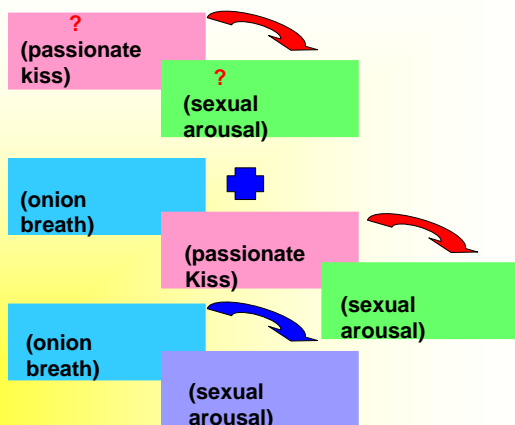 ?
(passionate
kiss)
?
(sexual
arousal)
(onion
breath)
(passionate
Kiss)
(sexual
arousal)
(onion
breath)
(sexual
arousal)